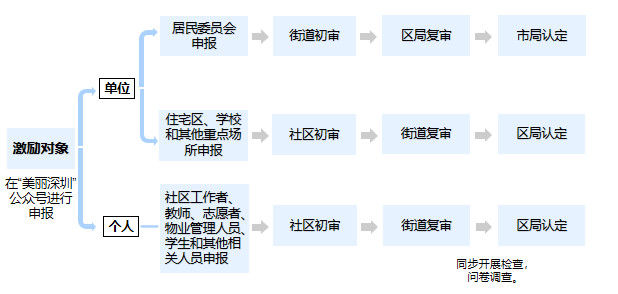 激励对象
在“美丽深圳”
公众号进行
申报
单位
居民委员会
申报
街道初审
区局复审
市局认定
住宅区、学校
和其他重点场
所申报
社区初审
街道复审
区局认定
个人
社区工作者、
教师、志愿者、
物业管理人员、
学生和其他相
关人员申报
社区初审
街道复审
区局认定
同步开展检查，
问卷调查。